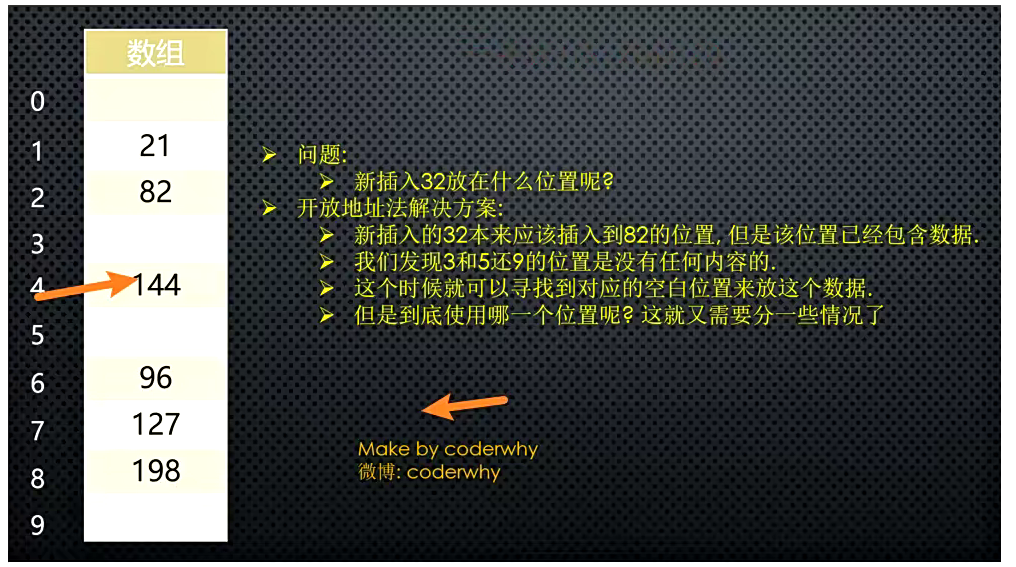 数组
0
1 21
2 82
3
4 144
5
6 96
7 127
8 198
9
问题:
新插入32放在什么位置呢?
开放地址法解决方案:
新插入的32本来应该插入到82的位置, 但是该位置已经包含数据.
我们发现3和5还9的位置是没有任何内容的.
这个时候就可以寻找到对应的空白位置来放这个数据.
但是到底使用哪一个位置呢? 这就又需要分一些情况了
Make by coderwhy
微博: coderwhy